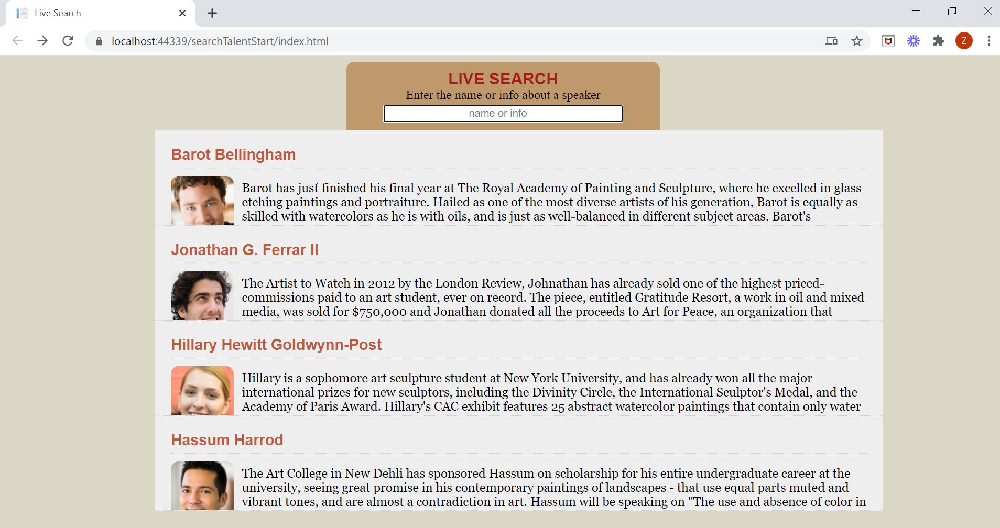 Live Search
localhost:44339/searchTalentStart/index.html
Z
LIVE SEARCH
Enter the name or info about a speaker
name or info
Barot Bellingham
Barot has just finished his final year at The Royal Academy of Painting and Sculpture, where he excelled in glass
etching paintings and portraiture. Hailed as one of the most diverse artists of his generation, Barot is equally as
skilled with watercolors as he is with oils, and is just as well-balanced in different subject areas. Barot's
Jonathan G. Ferrar II
The Artist to Watch in 2012 by the London Review, Johnathan has already sold one of the highest priced-
commissions paid to an art student, ever on record. The piece, entitled Gratitude Resort, a work in oil and mixed
media, was sold for $750,000 and Jonathan donated all the proceeds to Art for Peace, an organization that
Hillary Hewitt Goldwynn-Post
Hillary is a sophomore art sculpture student at New York University, and has already won all the major
international prizes for new sculptors, including the Divinity Circle, the International Sculptor's Medal, and the
Academy of Paris Award. Hillary's CAC exhibit features 25 abstract watercolor paintings that contain only water
Hassum Harrod
The Art College in New Dehli has sponsored Hassum on scholarship for his entire undergraduate career at the
university, seeing great promise in his contemporary paintings of landscapes - that use equal parts muted and
vibrant tones, and are almost a contradiction in art. Hassum will be speaking on "The use and absence of color in